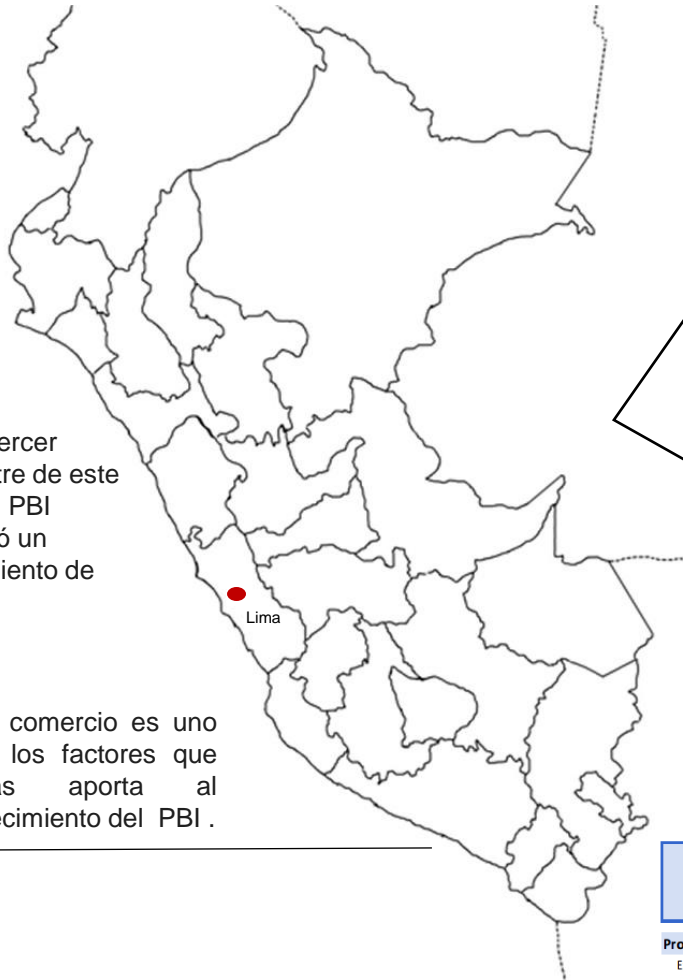 ercer
tre de este
PBI
ó un
iento de
Lima
comercio es uno
los factores que
as aporta al
ecimiento del PBI .
Pro
E